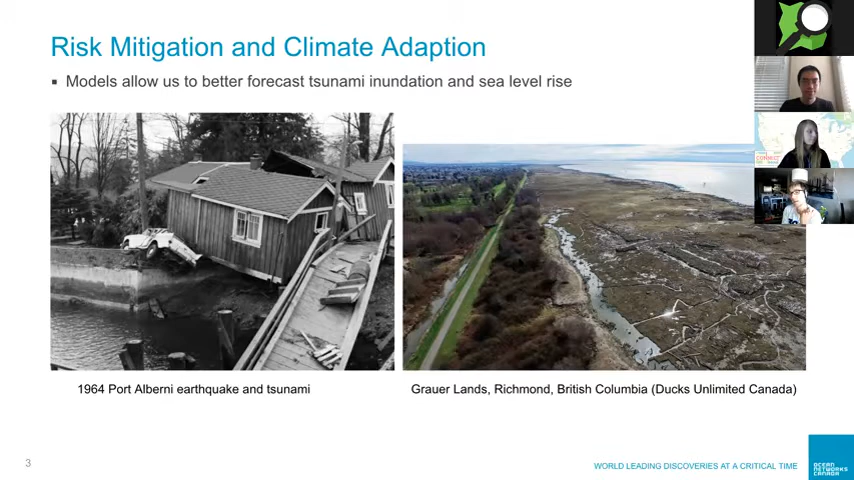 Risk Mitigation and Climate Adaption
▪ Models allow us to better forecast tsunami inundation and sea level rise
1964 Port Alberni earthquake and tsunami
Grauer Lands, Richmond, British Columbia (Ducks Unlimited Canada)
3
WORLD LEADING DISCOVERIES AT A CRITICAL TIME
OCEAN
NETWORKS
CANADA
CONNECT